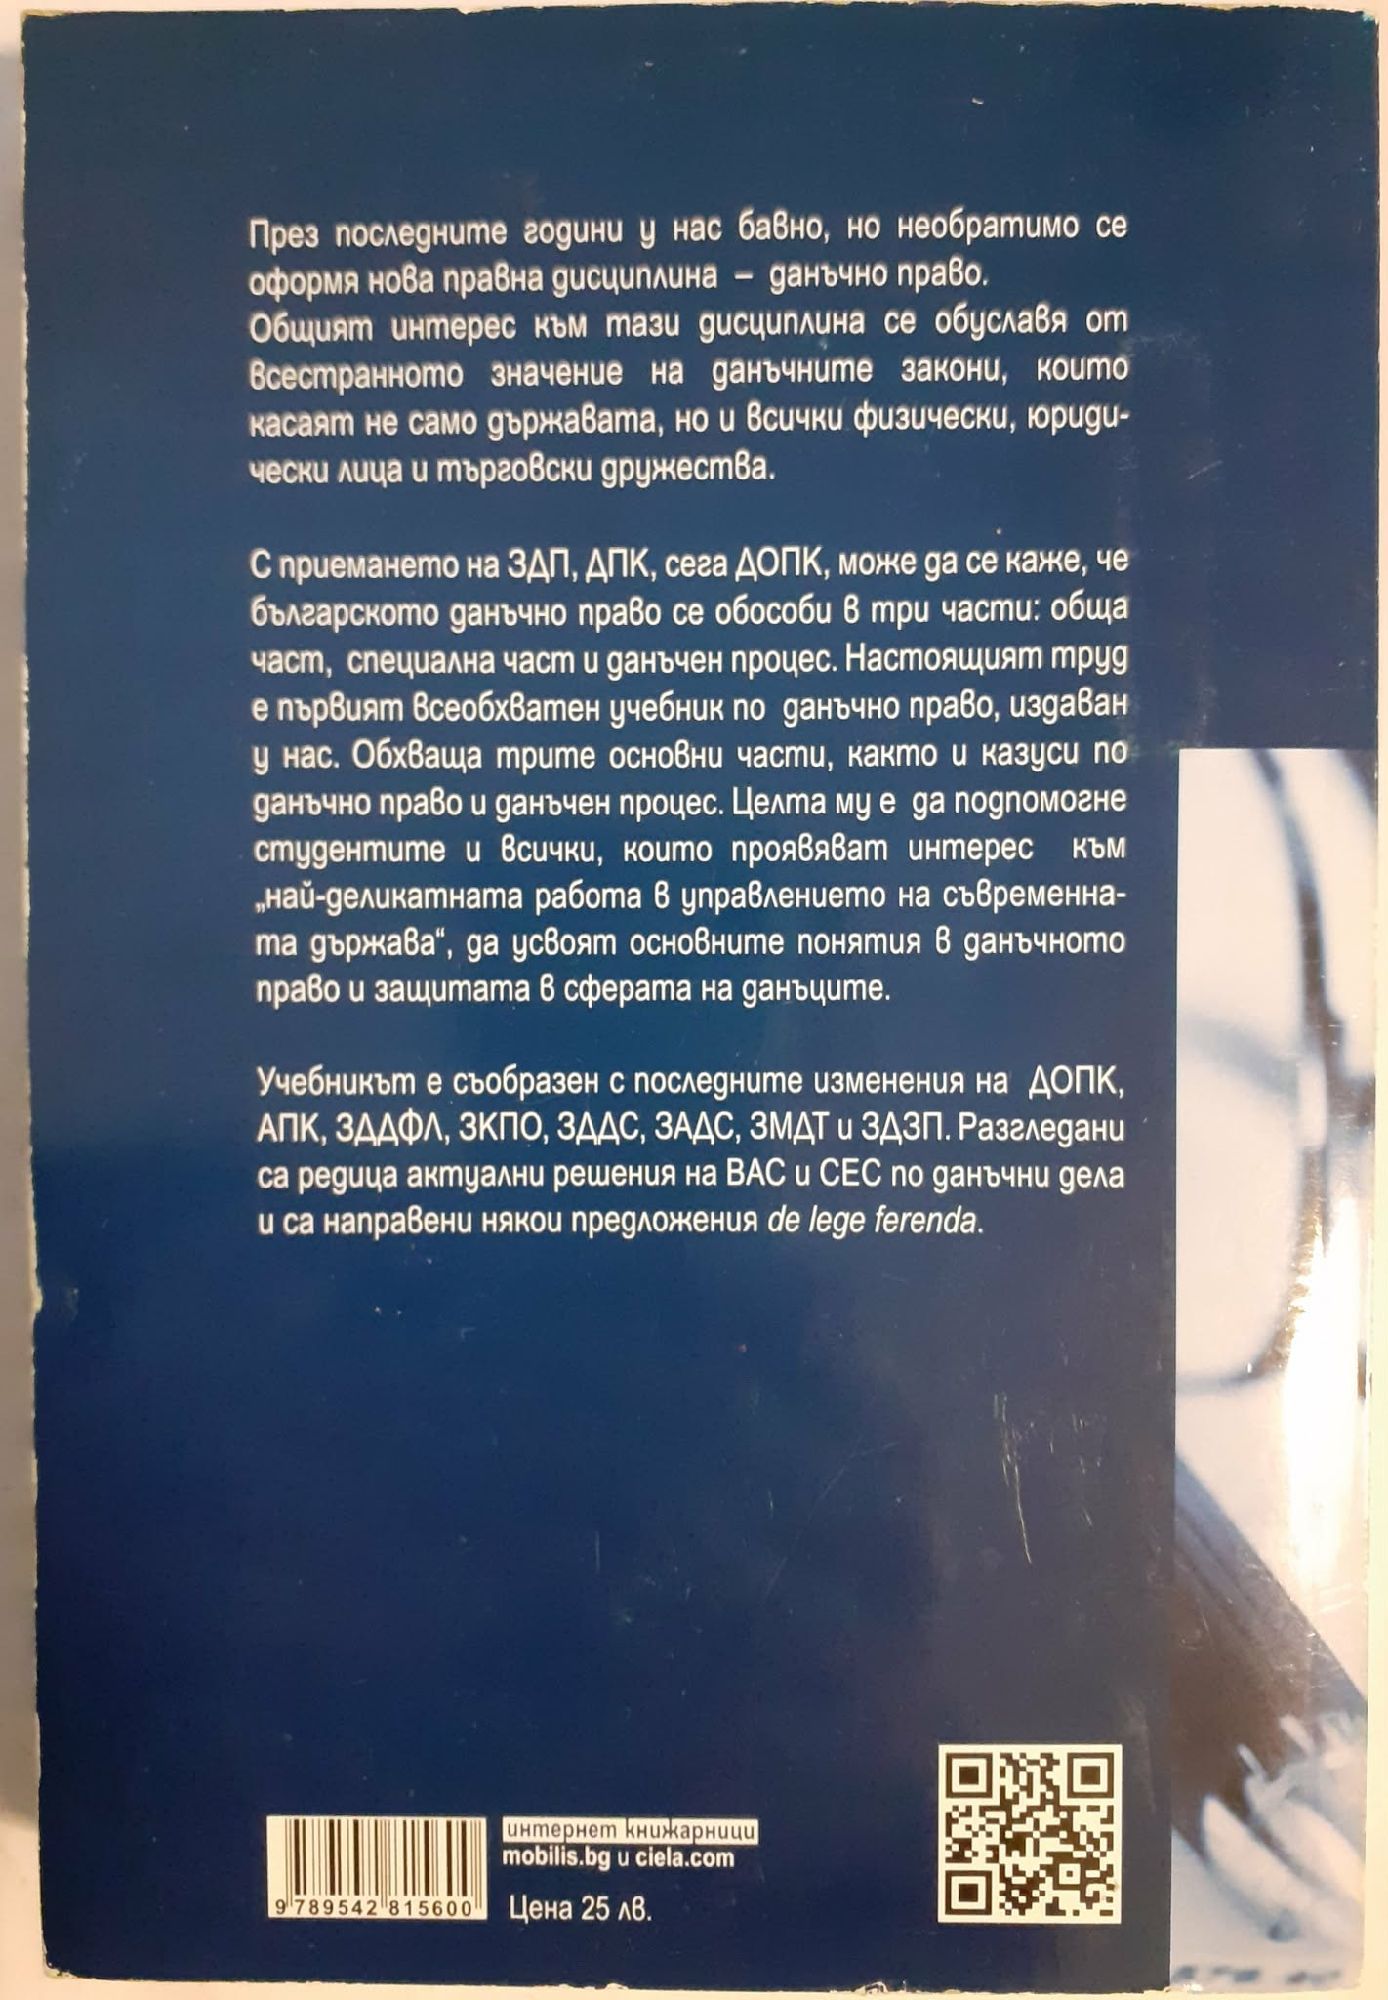 През последните години у нас бавно, но необратимо се
оформя нова правна дисциплина – данъчно право.
Общият интерес към тази дисциплина се обуславя от
всестранното значение на данъчните закони, които
касаят не само държавата, но и всички физически, юриди-
чески лица и търговски дружества.
С приемането на ЗДП, ДПК, сега ДОПК, може да се каже, че
българското данъчно право се обособи в три части: обща
част, специална част и данъчен процес. Настоящият труд
е първият всеобхватен учебник по данъчно право, издаван
у нас. Обхваща трите основни части, както и казуси по
данъчно право и данъчен процес. Целта му е да подпомогне
студентите и всички, които проявяват интерес към
„най-деликатната работа в управлението на съвременна-
та държава“, да усвоят основните понятия в данъчното
право и защитата в сферата на данъците.
Учебникът е съобразен с последните изменения на ДОПК,
АПК, ЗДДФЛ, ЗКПО, ЗДДС, ЗАДС, ЗМДТ и ЗДЗП. Разгледани
са редица актуални решения на ВАС и СЕС по данъчни дела
и са направени някои предложения de lege ferenda.
интернет книжарници
mobilis.bg и ciela.com
9 789542 815600
Цена 25 лв.